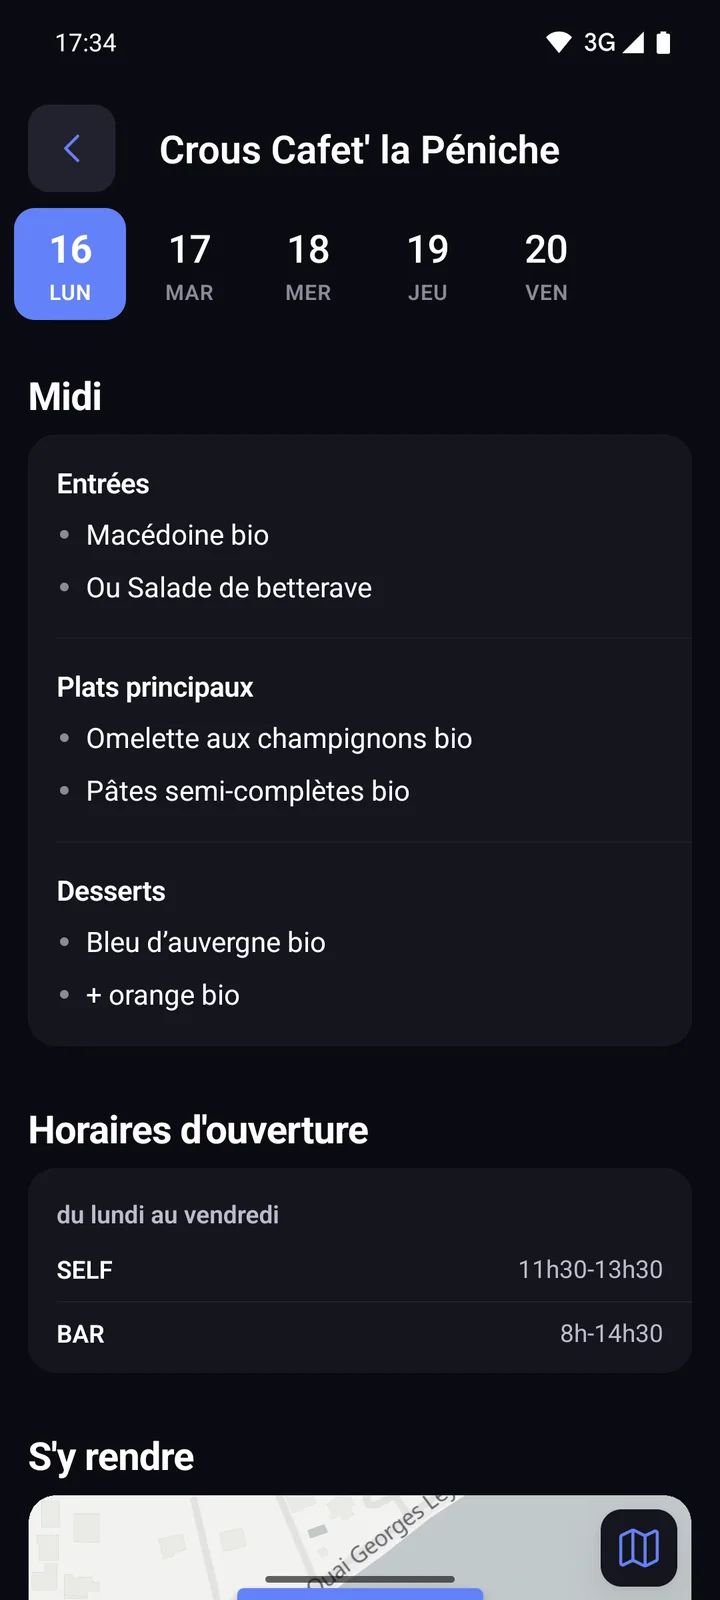 17:34
3G
Crous Cafet' la Péniche
16 17 18 19 20
LUN MAR MER JEU VEN
Midi
Entrées
• Macédoine bio
• Ou Salade de betterave
Plats principaux
• Omelette aux champignons bio
• Pâtes semi-complètes bio
Desserts
• Bleu d’auvergne bio
• + orange bio
Horaires d'ouverture
du lundi au vendredi
SELF 11h30-13h30
BAR 8h-14h30
S'y rendre
Quai Georges